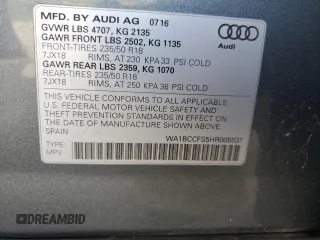 MFD. BY AUDI AG 07 16
GVWR LBS 4707, KG 2135
GAWR FRONT LBS 2502, KG 1135
FRONT-TIRES 235/50 R18
7JX18 RIMS, AT 230 KPA 33 PSI COLD
GAWR REAR LBS 2359, KG 1070
REAR-TIRES 235/50 R18
7JX18 RIMS, AT 250 KPA 36 PSI COLD
Audi
THIS VEHICLE CONFORMS TO ALL APPLICABLE
U.S. FEDERAL MOTOR VEHICLE SAFETY AND
THEFT PREVENTION STANDARDS IN EFFECT
ON THE DATE OF MANUFACTURE SHOWN ABOVE.
SPAIN
TYPE:
MPV
© DREAMBID